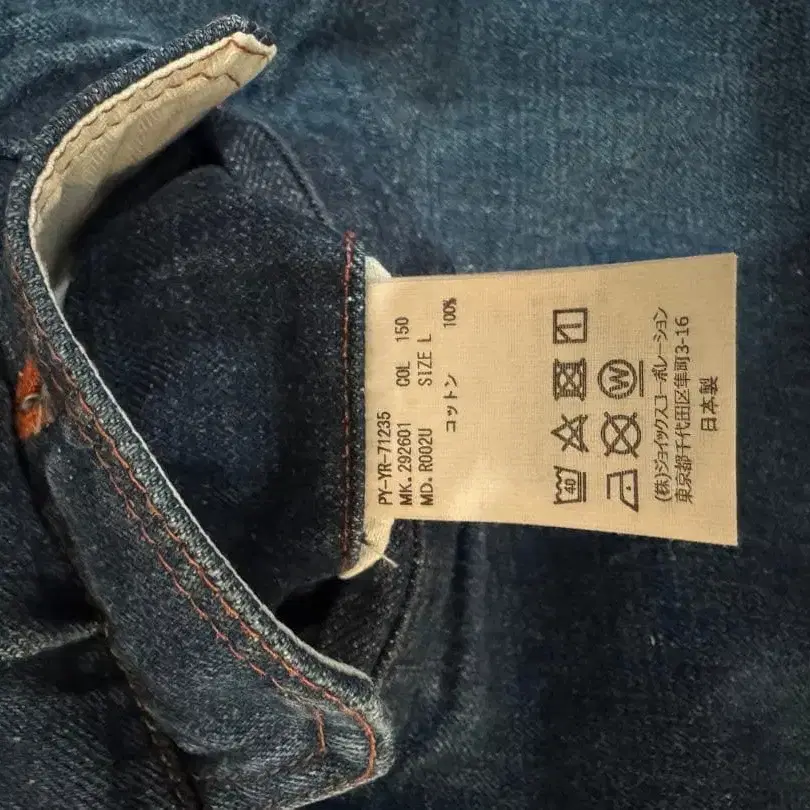 PY-YR-71235
MK. 292601 COL 150
MD. R002U SIZE L
コットン 100%
40
W
(株)ジョイックスコーポレーション
東京都千代田区隼町3-16
日本製